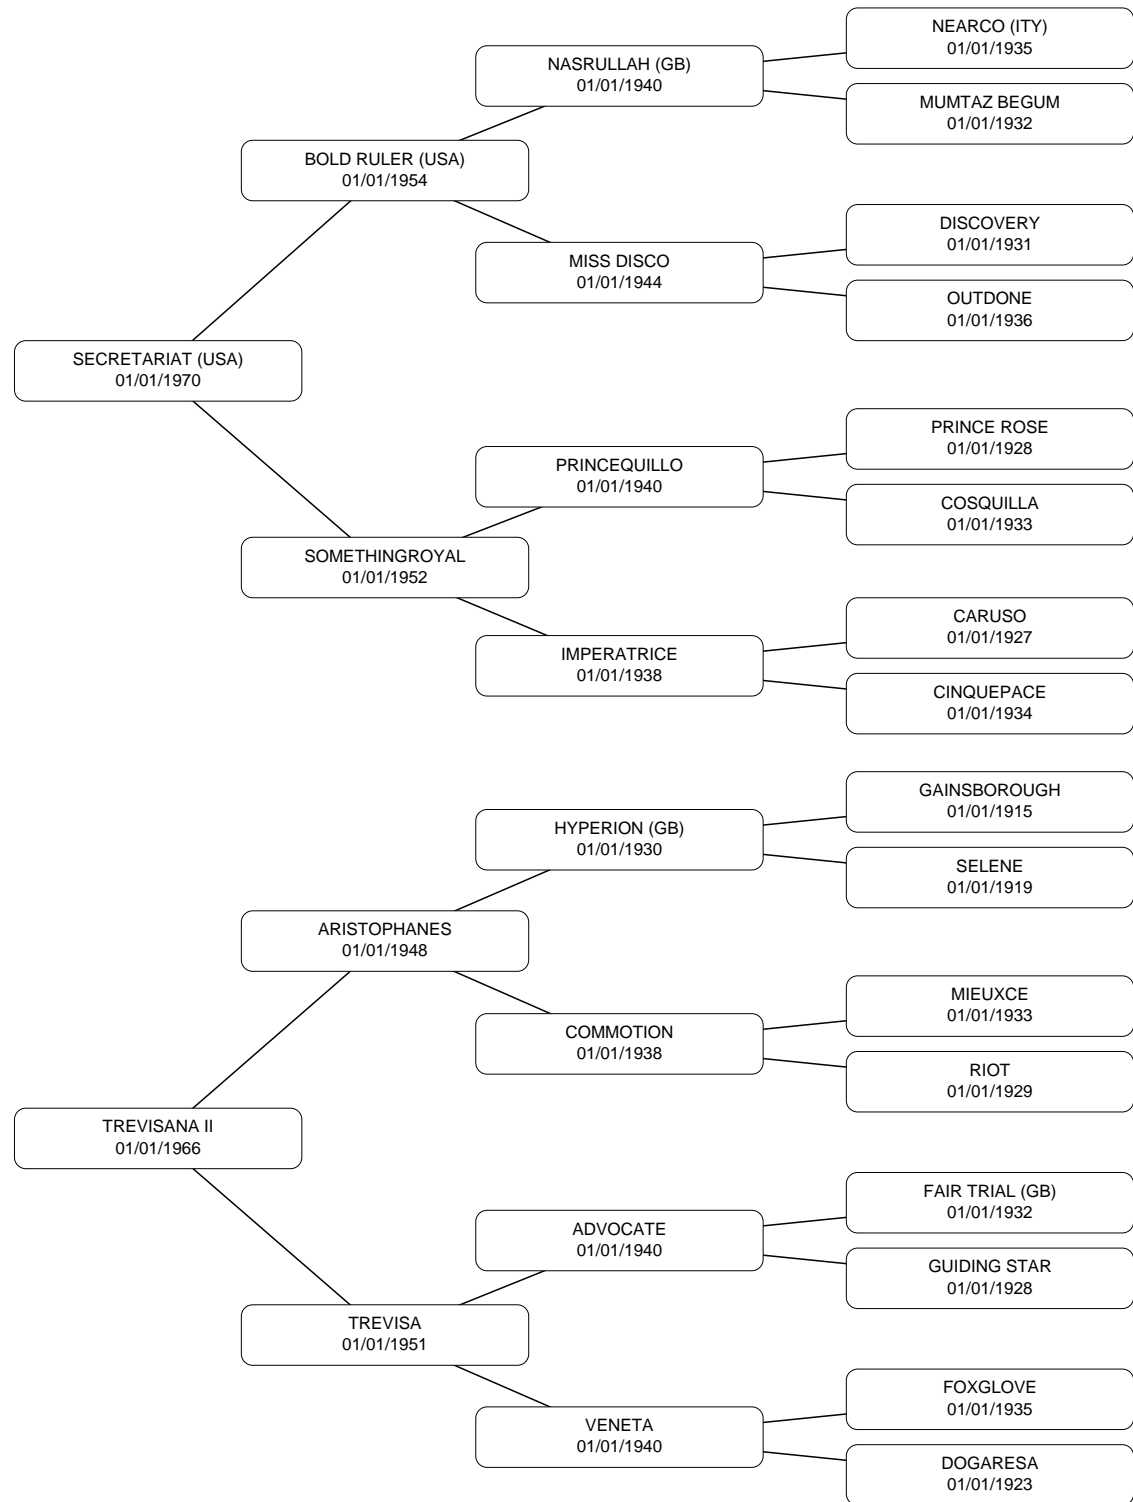 NEARCO (ITY)
01/01/1935
NASRULLAH (GB)
01/01/1940
MUMTAZ BEGUM
01/01/1932
BOLD RULER (USA)
01/01/1954
DISCOVERY
01/01/1931
MISS DISCO
01/01/1944
OUTDONE
01/01/1936
SECRETARIAT (USA)
01/01/1970
PRINCE ROSE
01/01/1928
PRINCEQUILLO
01/01/1940
COSQUILLA
01/01/1933
SOMETHINGROYAL
01/01/1952
CARUSO
01/01/1927
IMPERATRICE
01/01/1938
CINQUEPACE
01/01/1934
GAINSBOROUGH
01/01/1915
HYPERION (GB)
01/01/1930
SELENE
01/01/1919
ARISTOPHANES
01/01/1948
MIEUXCE
01/01/1933
COMMOTION
01/01/1938
RIOT
01/01/1929
TREVISANA II
01/01/1966
FAIR TRIAL (GB)
01/01/1932
ADVOCATE
01/01/1940
GUIDING STAR
01/01/1928
TREVISA
01/01/1951
FOXGLOVE
01/01/1935
VENETA
01/01/1940
DOGARESA
01/01/1923